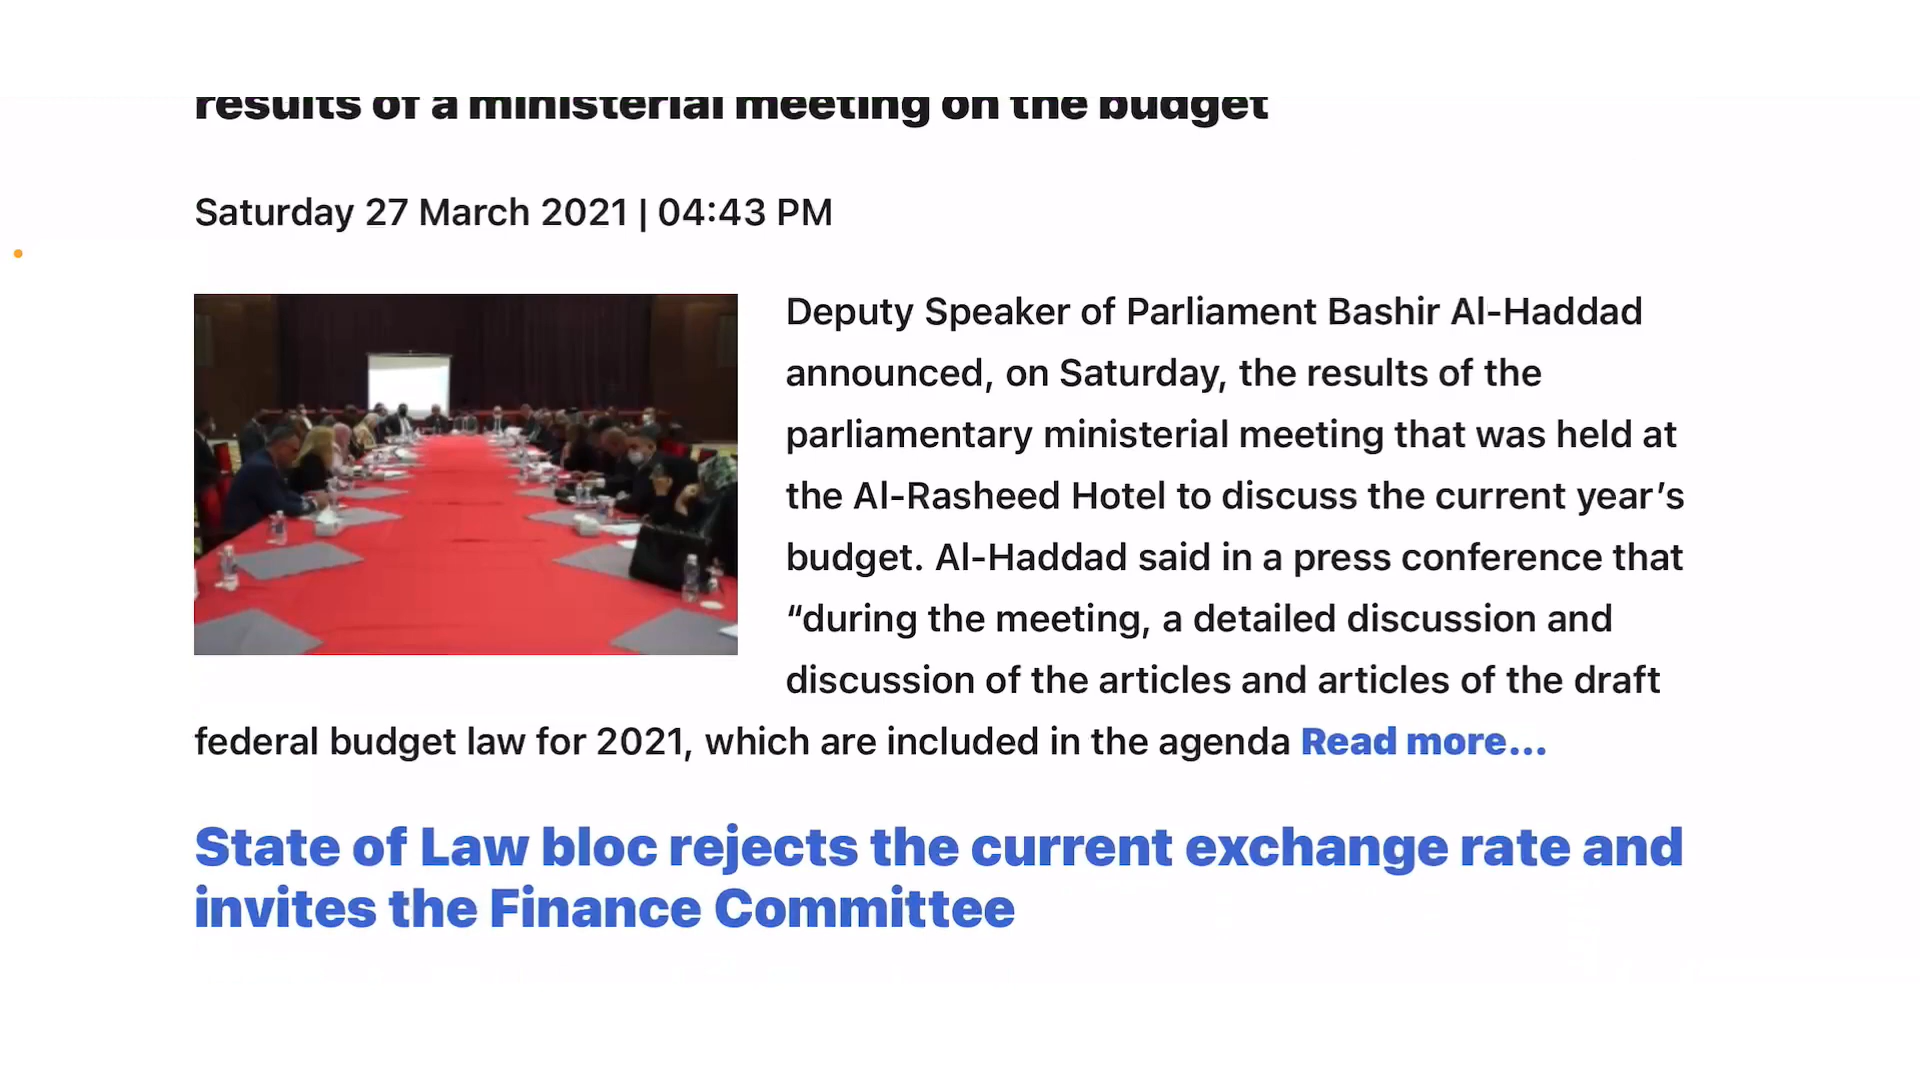 results of a ministerial meeting on the budget
Saturday 27 March 2021 | 04:43 PM
Deputy Speaker of Parliament Bashir Al-Haddad
announced, on Saturday, the results of the
parliamentary ministerial meeting that was held at
the Al-Rasheed Hotel to discuss the current year’s
budget. Al-Haddad said in a press conference that
“during the meeting, a detailed discussion and
discussion of the articles and articles of the draft
federal budget law for 2021, which are included in the agenda Read more...
State of Law bloc rejects the current exchange rate and
invites the Finance Committee